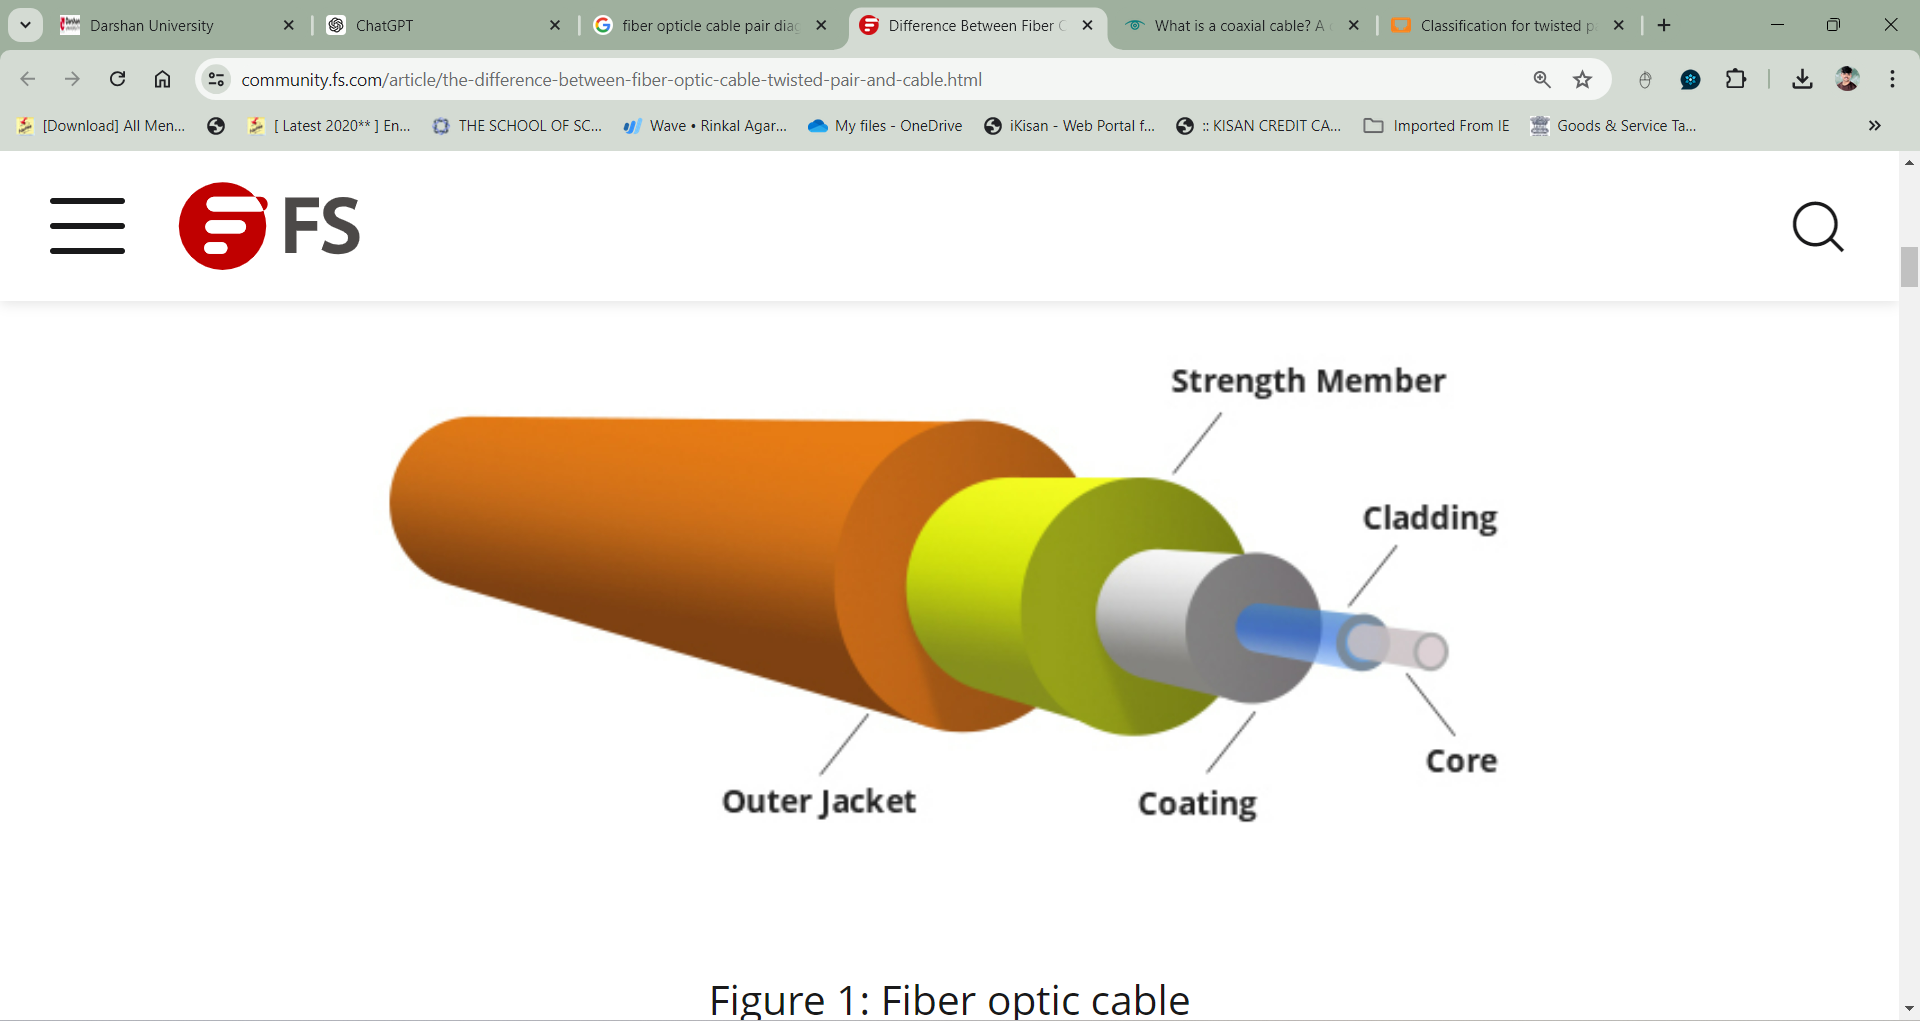 Darshan University
ChatGPT
fiber opticle cable pair diag
Difference Between Fiber C
What is a coaxial cable? A
Classification for twisted p
community.fs.com/article/the-difference-between-fiber-optic-cable-twisted-pair-and-cable.html
[Download] All Men...
[ Latest 2020** ] En...
THE SCHOOL OF SC...
Wave • Rinkal Agar...
My files - OneDrive
iKisan - Web Portal f...
:: KISAN CREDIT CA...
Imported From IE
Goods & Service Ta...
FS
Strength Member
Cladding
Core
Outer Jacket
Coating
Figure 1: Fiber optic cable